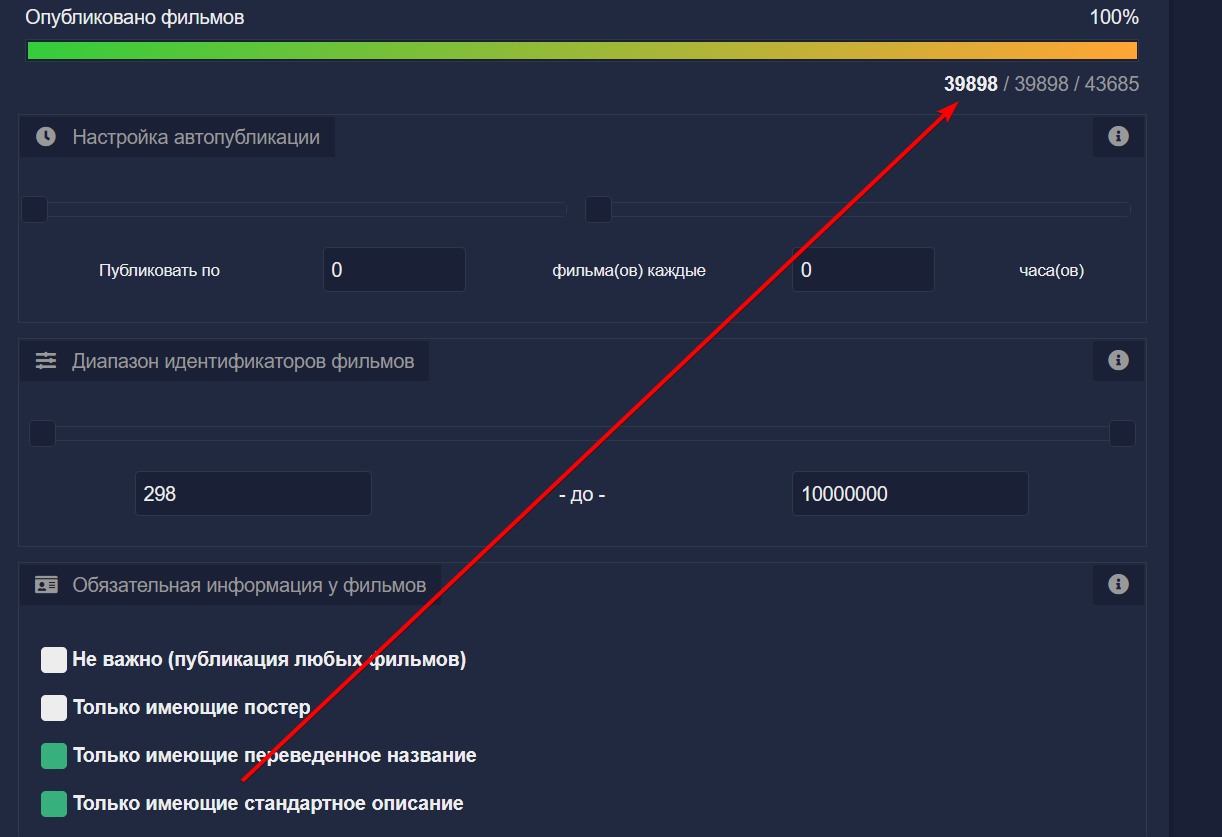 Опубликовано фильмов 100%
39898 / 39898 / 43685
Настройка автопубликации
Публиковать по 0 фильма(ов) каждые 0 часа(ов)
Диапазон идентификаторов фильмов
298 - до - 10000000
Обязательная информация у фильмов
Не важно (публикация любых фильмов)
Только имеющие постер
Только имеющие переведенное название
Только имеющие стандартное описание